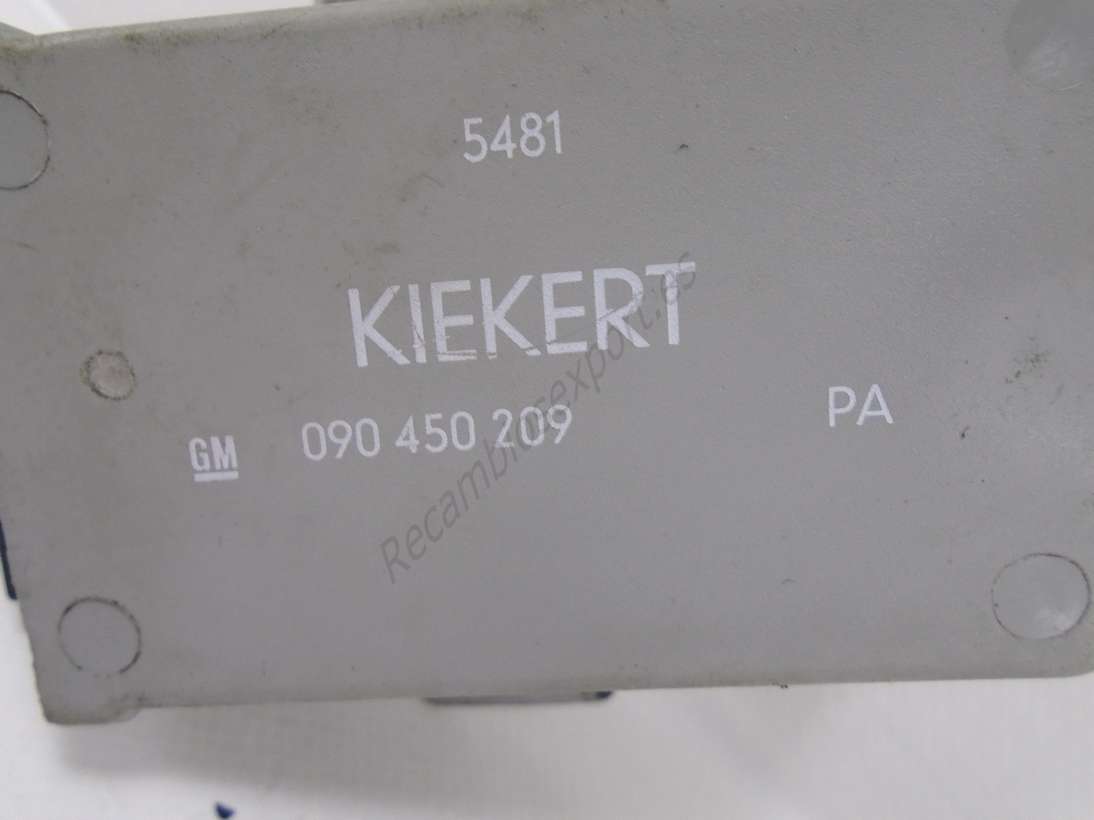 5481
KIEKERT
GM 090 450 209 PA
Recambiosexport.es